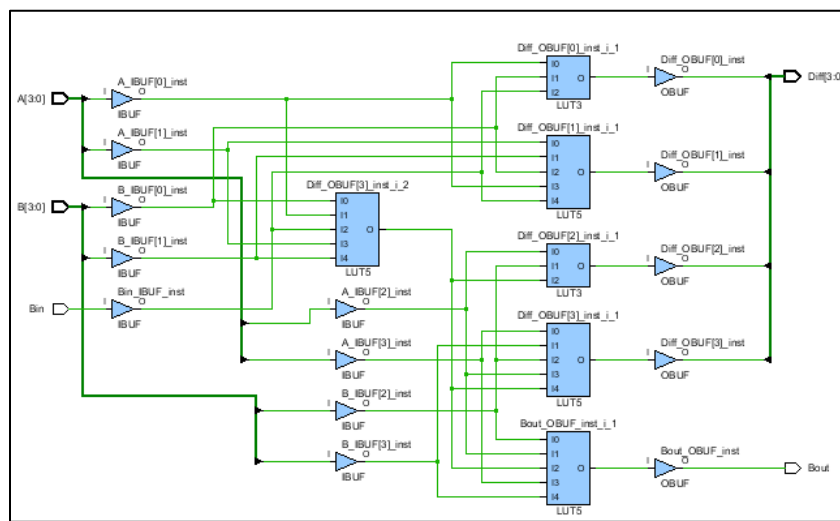 A[3:0]
I A_IBUF[0]_inst O
IBUF
I A_IBUF[1]_inst O
IBUF
B[3:0]
I B_IBUF[0]_inst O
IBUF
I B_IBUF[1]_inst O
IBUF
Bin
I Bin_IBUF_inst O
IBUF
Diff_OBUF[3]_inst_i_2
I0
I1
I2 O
I3
I4
LUT5
I A_IBUF[2]_inst O
IBUF
I A_IBUF[3]_inst O
IBUF
I B_IBUF[2]_inst O
IBUF
I B_IBUF[3]_inst O
IBUF
Diff_OBUF[0]_inst_i_1
I0
I1 O
I2
LUT3
Diff_OBUF[1]_inst_i_1
I0
I1
I2 O
I3
I4
LUT5
Diff_OBUF[2]_inst_i_1
I0
I1 O
I2
LUT3
Diff_OBUF[3]_inst_i_1
I0
I1
I2 O
I3
I4
LUT5
Bout_OBUF_inst_i_1
I0
I1
I2 O
I3
I4
LUT5
I Diff_OBUF[0]_inst O
OBUF
I Diff_OBUF[1]_inst O
OBUF
I Diff_OBUF[2]_inst O
OBUF
I Diff_OBUF[3]_inst O
OBUF
I Bout_OBUF_inst O
OBUF
Diff[3:0]
Bout